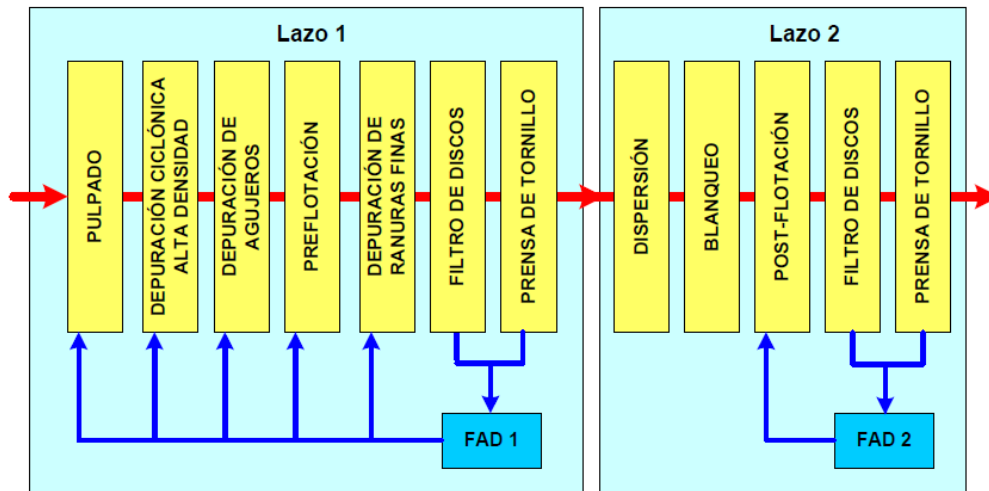 Lazo 1
PULPADO
DEPURACIÓN CICLÓNICA
ALTA DENSIDAD
DEPURACIÓN DE
AGUJEROS
PREFLOTACIÓN
DEPURACIÓN DE
RANURAS FINAS
FILTRO DE DISCOS
PRENSA DE TORNILLO
FAD 1
Lazo 2
DISPERSIÓN
BLANQUEO
POST-FLOTACIÓN
FILTRO DE DISCOS
PRENSA DE TORNILLO
FAD 2